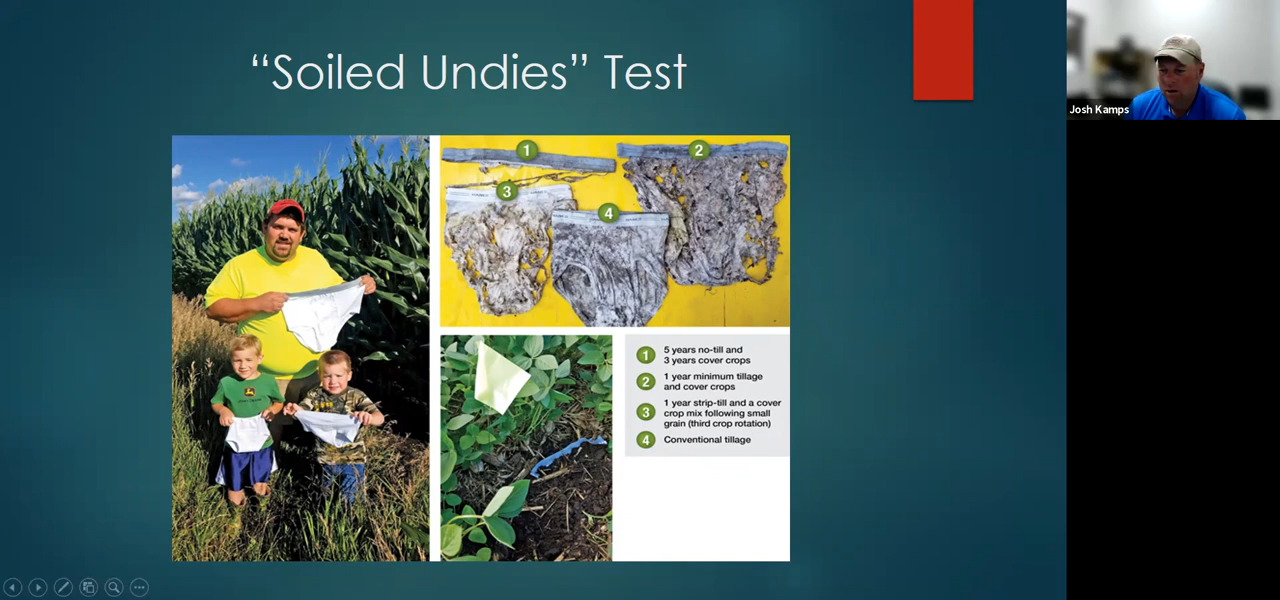 “Soiled Undies” Test
Josh Kamps
1
2
3
4
1 5 years no-till and
3 years cover crops
2 1 year minimum tillage
and cover crops
3 1 year strip-till and a cover
crop mix following small
grain (third crop rotation)
4 Conventional tillage